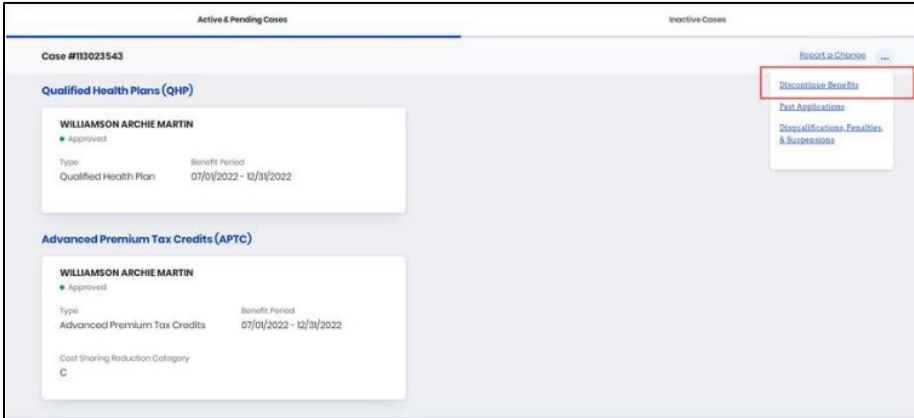 Active & Pending Cases
Inactive Cases
Case #113023543
Report a Change ...
Discontinue Benefits
Past Applications
Disqualifications, Penalties,
& Suspensions
Qualified Health Plans (QHP)
WILLIAMSON ARCHIE MARTIN
Approved
Type
Benefit Period
Qualified Health Plan
07/01/2022 - 12/31/2022
Advanced Premium Tax Credits (APTC)
WILLIAMSON ARCHIE MARTIN
Approved
Type
Benefit Period
Advanced Premium Tax Credits
07/01/2022 - 12/31/2022
Cost Sharing Reduction Category
C